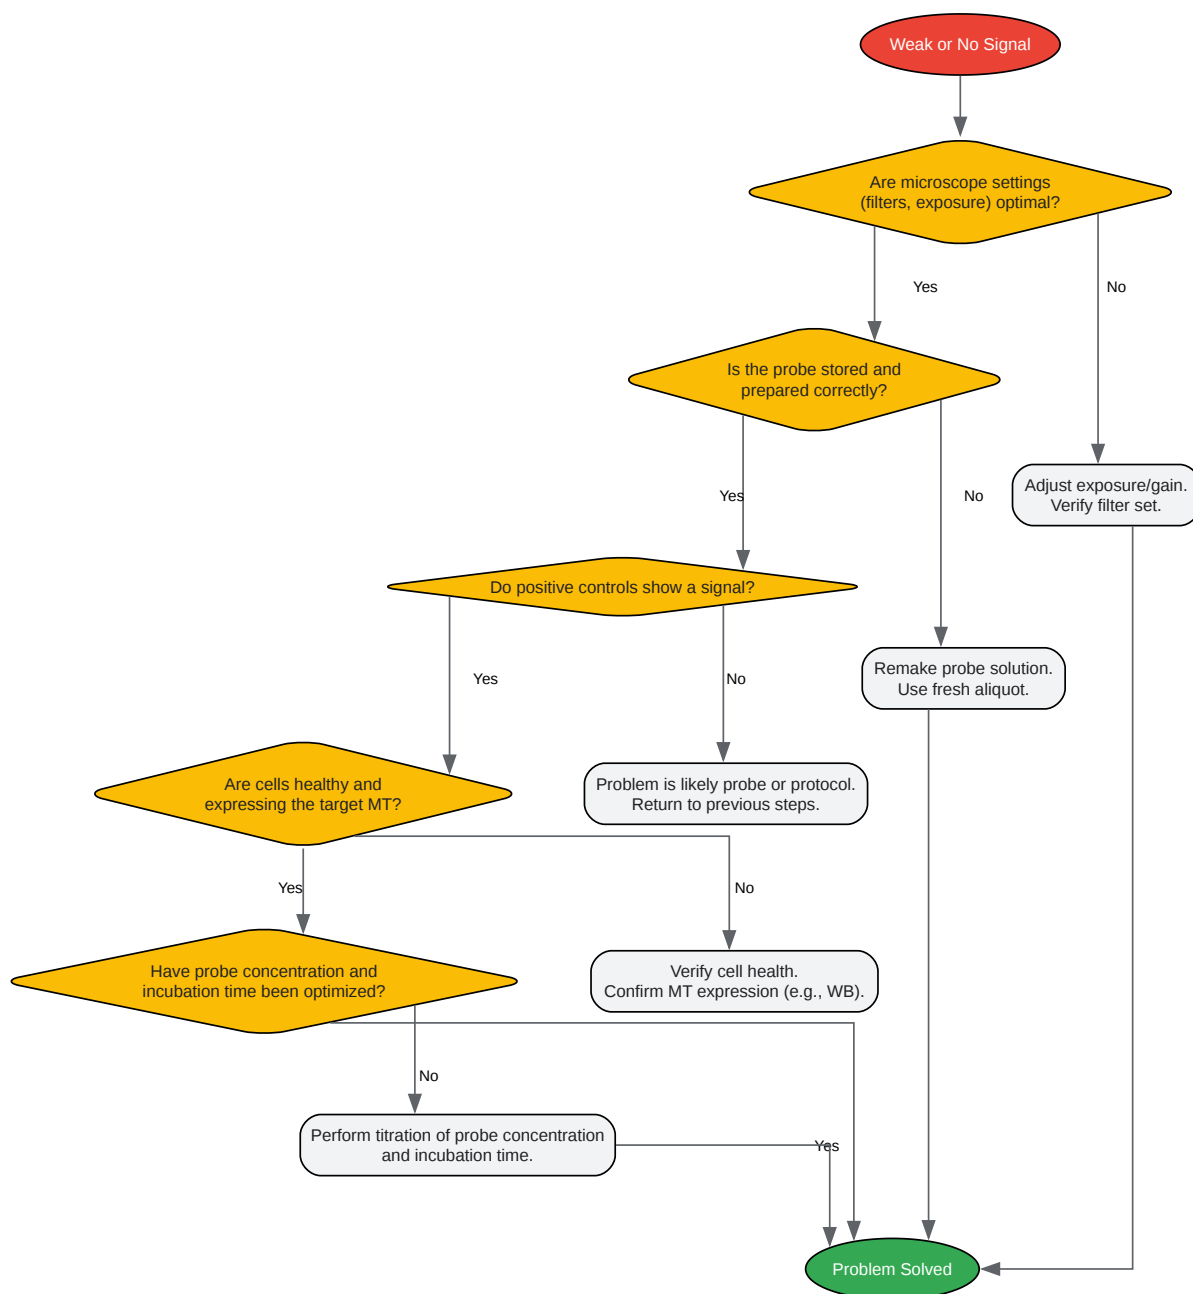 Weak or No Signal
Are microscope settings
(filters, exposure) optimal?
Yes
No
Is the probe stored and
prepared correctly?
Yes
No
Adjust exposure/gain.
Verify filter set.
Do positive controls show a signal?
Yes
No
Remake probe solution.
Use fresh aliquot.
Are cells healthy and
expressing the target MT?
Problem is likely probe or protocol.
Return to previous steps.
Yes
No
Have probe concentration and
incubation time been optimized?
Verify cell health.
Confirm MT expression (e.g., WB).
No
Perform titration of probe concentration
and incubation time.
Yes
Problem Solved